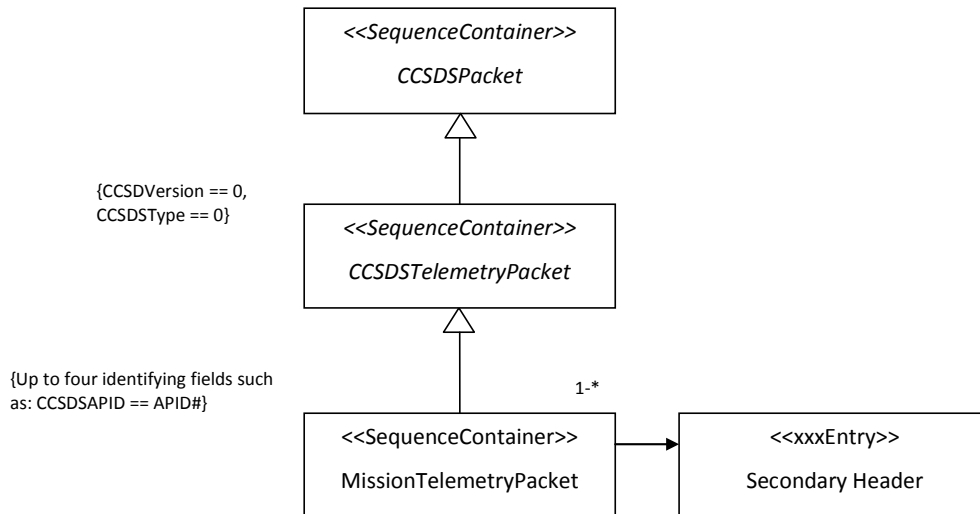 <<SequenceContainer>>
CCSDSPacket
{CCSDVersion == 0,
CCSDSType == 0}
<<SequenceContainer>>
CCSDSTelemetryPacket
{Up to four identifying fields such
as: CCSDSAPID == APID#}
1-*
<<SequenceContainer>>
MissionTelemetryPacket
<<xxxEntry>>
Secondary Header